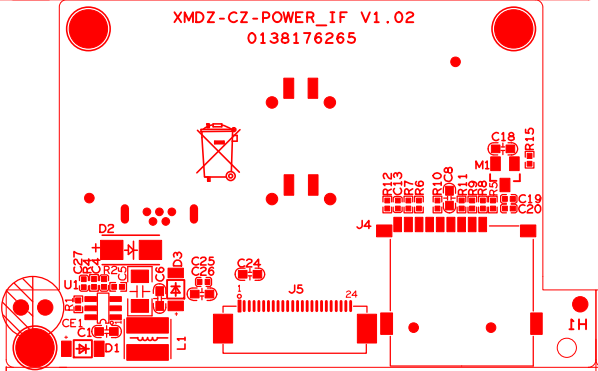 XMDZ-CZ-POWER_IF V1.02
0138176265
C18
R15
M1
R12
C13
R7
R6
R10
C8
R11
R9
R8
R5
C19
C20
J4
D2
+
C27
R4
C4
R2
C5
C6
D3
C25
C26
C24
U1
R1
J5
1
24
CE1
C1
D1
L1
H1